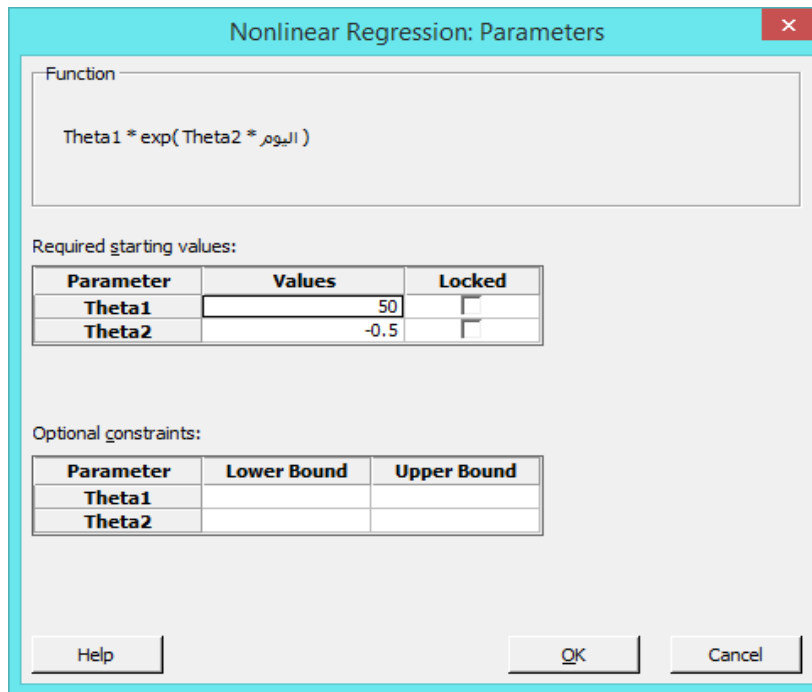 Nonlinear Regression: Parameters
Function
Theta1 * exp( Theta2 * اليوم )
Required starting values:
Parameter Values Locked
Theta1 50
Theta2 -0.5
Optional constraints:
Parameter Lower Bound Upper Bound
Theta1
Theta2
Help OK Cancel